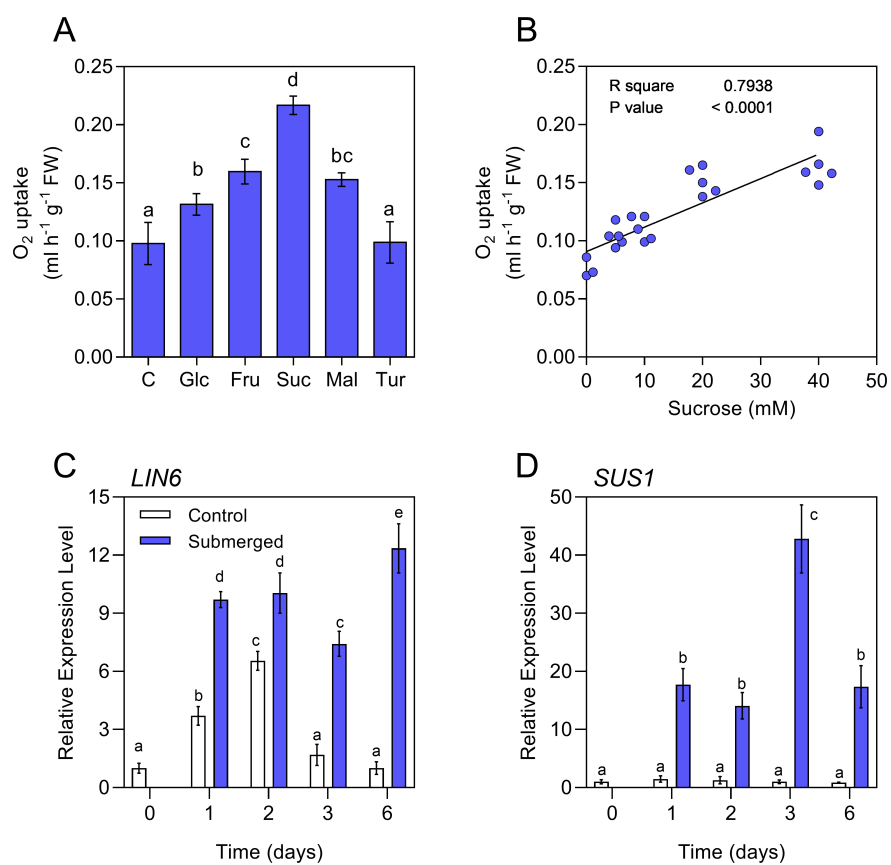 A
O₂ uptake
(ml h⁻¹ g⁻¹ FW)
0.25
0.20
0.15
0.10
0.05
0.00
a
b
c
d
bc
a
C Glc Fru Suc Mal Tur
B
O₂ uptake
(ml h⁻¹ g⁻¹ FW)
0.25
0.20
0.15
0.10
0.05
0.00
R square 0.7938
P value < 0.0001
0 10 20 30 40 50
Sucrose (mM)
C LIN6
Relative Expression Level
15
12
9
6
3
0
Control
Submerged
a
b
d
c
d
a
c
a
e
0 1 2 3 6
Time (days)
D SUS1
Relative Expression Level
50
40
30
20
10
0
a
a
b
a
b
a
c
a
b
0 1 2 3 6
Time (days)